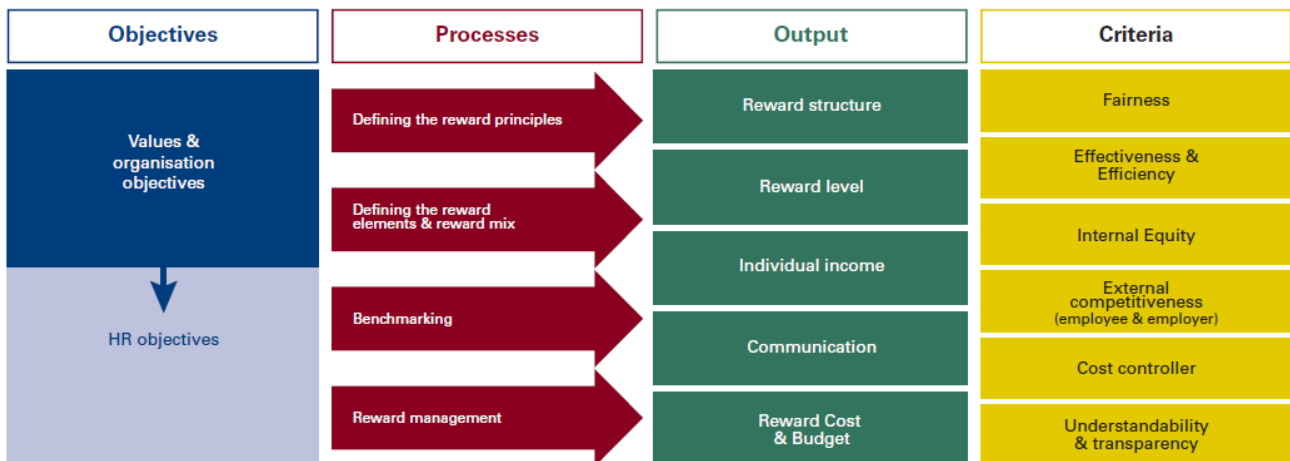 Objectives
Processes
Output
Criteria
Values &
organisation
objectives
HR objectives
Defining the reward principles
Defining the reward
elements & reward mix
Benchmarking
Reward management
Reward structure
Reward level
Individual income
Communication
Reward Cost
& Budget
Fairness
Effectiveness &
Efficiency
Internal Equity
External
competitiveness
(employee & employer)
Cost controller
Understandability
& transparency